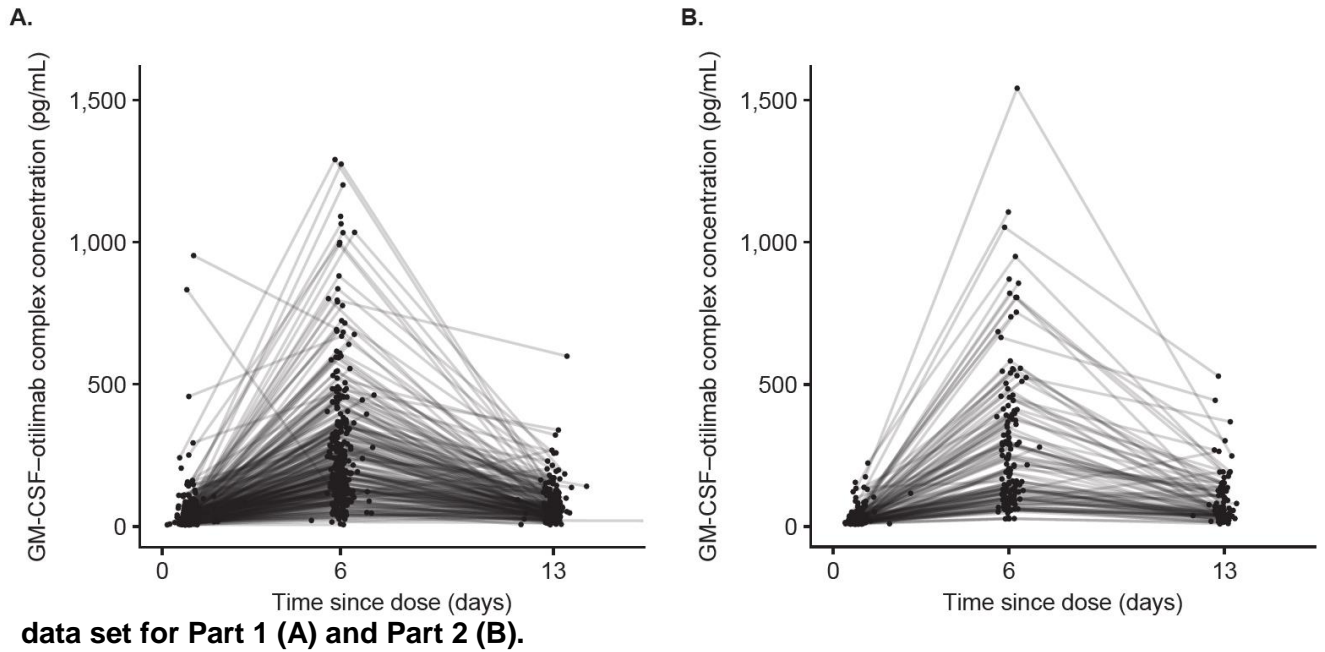 A.
GM-CSF–otilimab complex concentration (pg/mL)
1,500
1,000
500
0
0 6 13
Time since dose (days)
B.
GM-CSF–otilimab complex concentration (pg/mL)
1,500
1,000
500
0
0 6 13
Time since dose (days)
data set for Part 1 (A) and Part 2 (B).